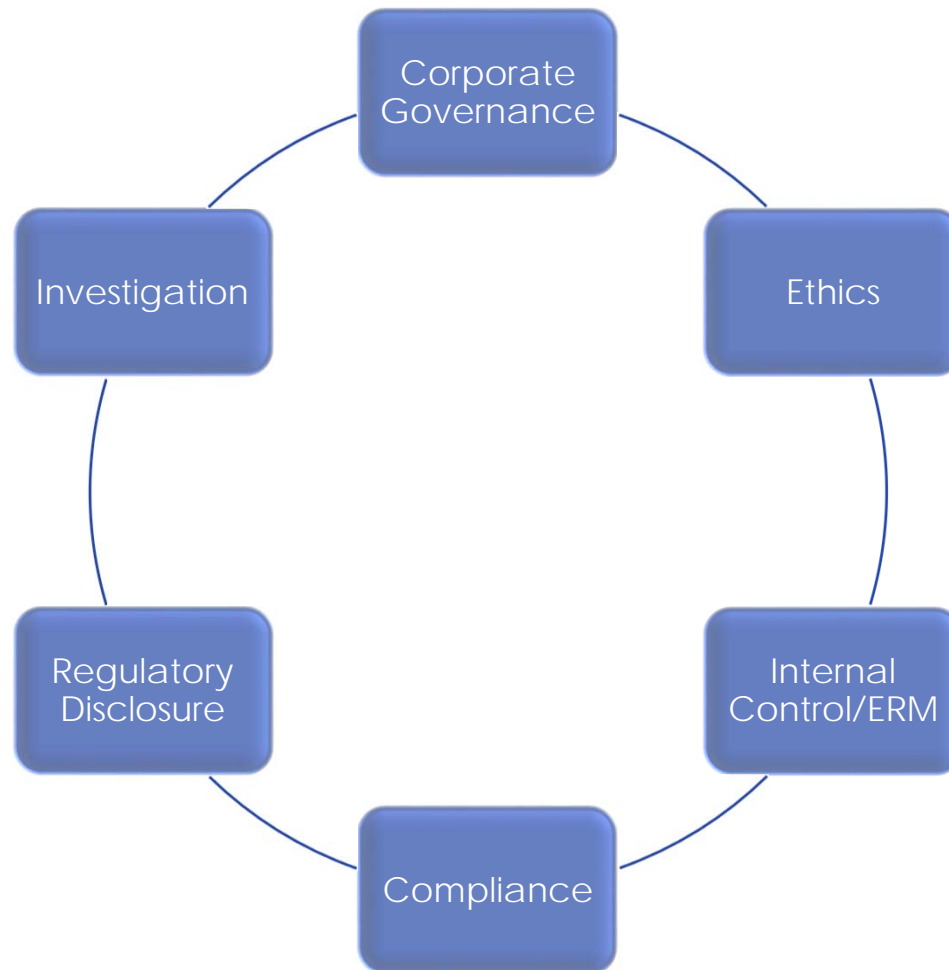 Corporate
Governance
Investigation
Ethics
Regulatory
Disclosure
Internal
Control/ERM
Compliance